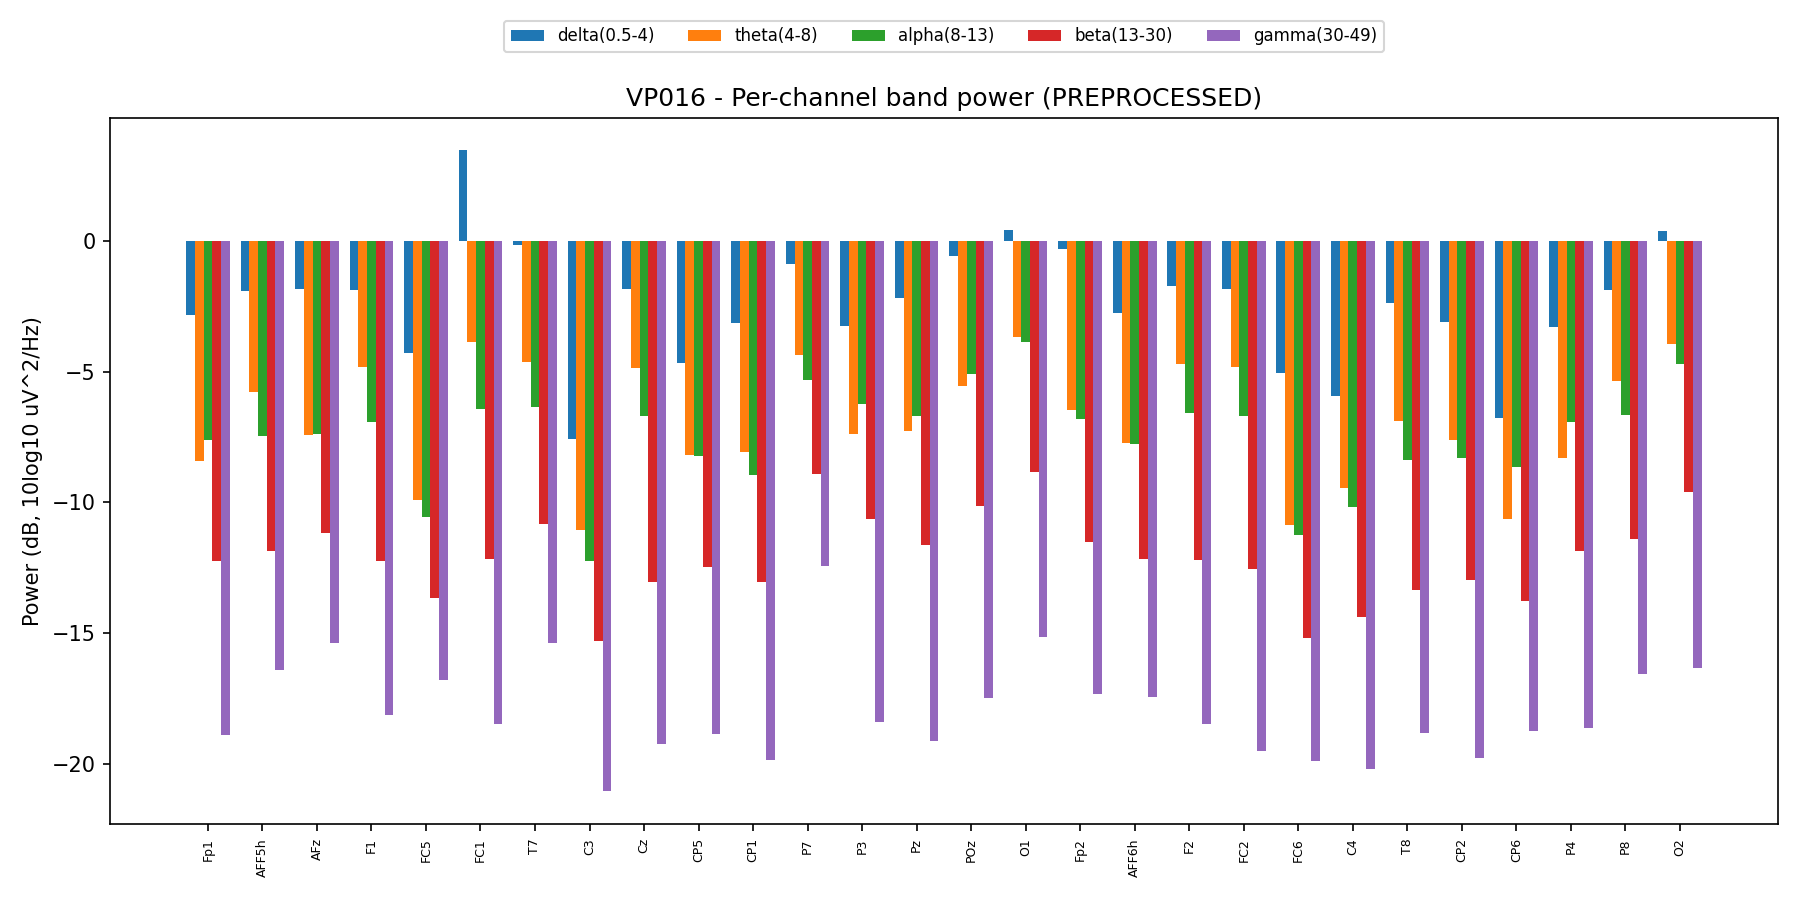 delta(0.5-4) theta(4-8) alpha(8-13) beta(13-30) gamma(30-49)
VP016 - Per-channel band power (PREPROCESSED)
Power (dB, 10log10 uV^2/Hz)
0
−5
−10
−15
−20
Fp1 AFF5h AFz F1 FC5 FC1 T7 C3 Cz CP5 CP1 P7 P3 Pz POz O1 Fp2 AFF6h F2 FC2 FC6 C4 T8 CP2 CP6 P4 P8 O2